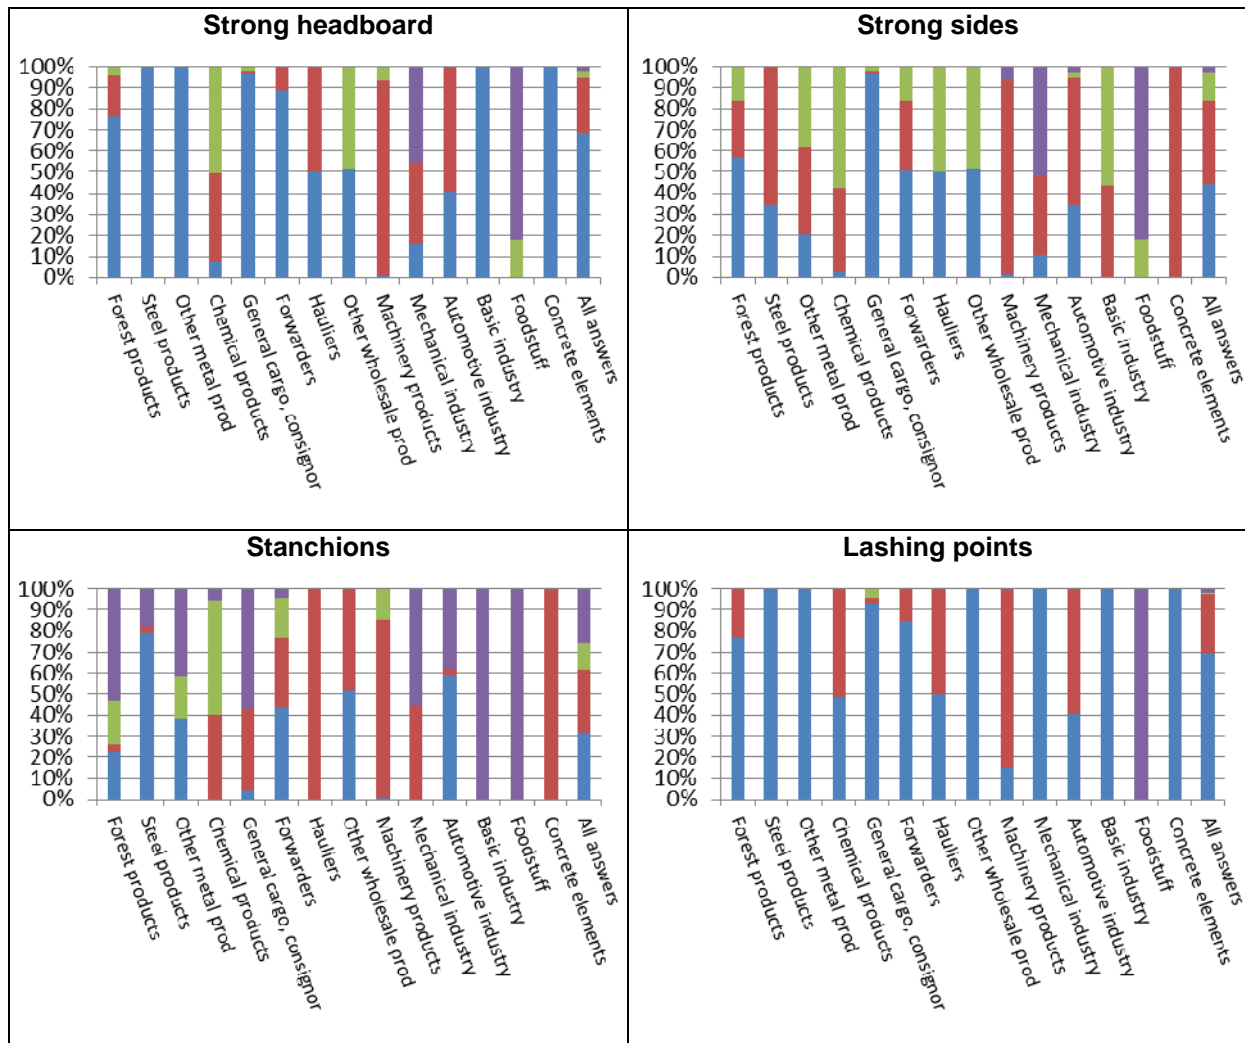 Strong headboard
100%
90%
80%
70%
60%
50%
40%
30%
20%
10%
0%
Forest products
Steel products
Other metal prod
Chemical products
General cargo, consignor
Forwarders
Hauliers
Other wholesale prod
Machinery products
Mechanical industry
Automotive industry
Basic industry
Foodstuff
Concrete elements
All answers
Strong sides
100%
90%
80%
70%
60%
50%
40%
30%
20%
10%
0%
Forest products
Steel products
Other metal prod
Chemical products
General cargo, consignor
Forwarders
Hauliers
Other wholesale prod
Machinery products
Mechanical industry
Automotive industry
Basic industry
Foodstuff
Concrete elements
All answers
Stanchions
100%
90%
80%
70%
60%
50%
40%
30%
20%
10%
0%
Forest products
Steel products
Other metal prod
Chemical products
General cargo, consignor
Forwarders
Hauliers
Other wholesale prod
Machinery products
Mechanical industry
Automotive industry
Basic industry
Foodstuff
Concrete elements
All answers
Lashing points
100%
90%
80%
70%
60%
50%
40%
30%
20%
10%
0%
Forest products
Steel products
Other metal prod
Chemical products
General cargo, consignor
Forwarders
Hauliers
Other wholesale prod
Machinery products
Mechanical industry
Automotive industry
Basic industry
Foodstuff
Concrete elements
All answers